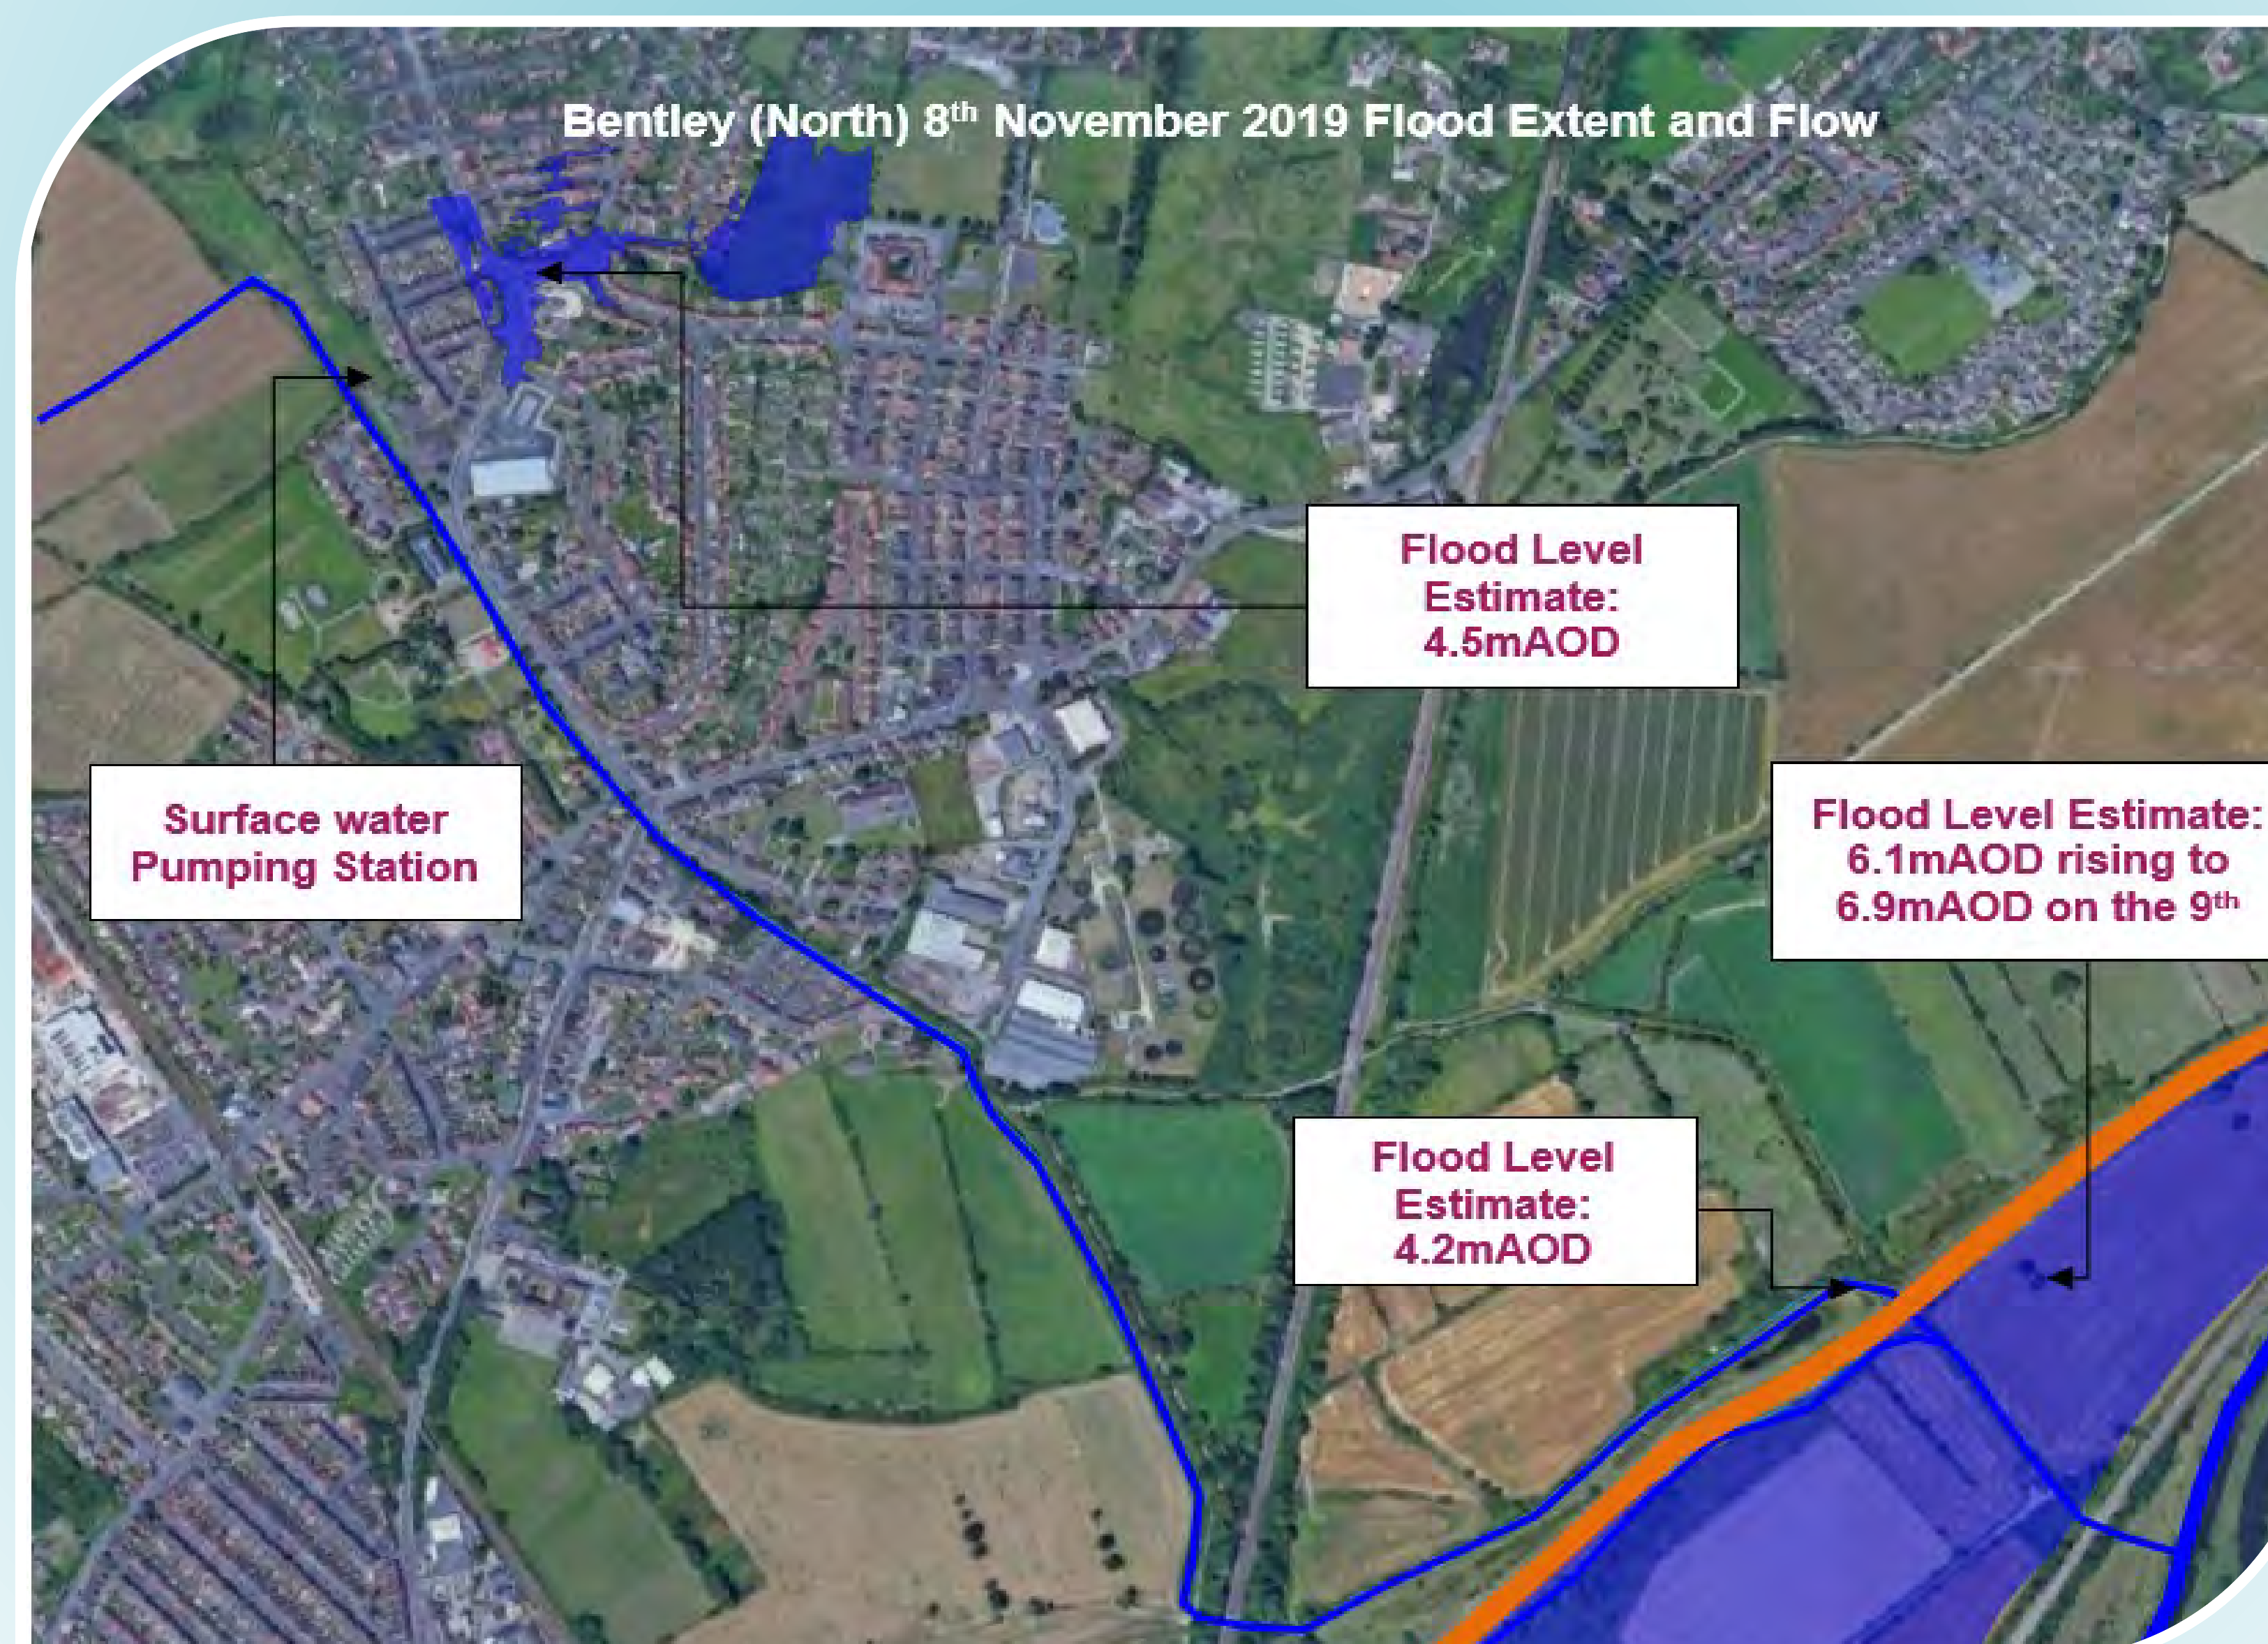 Bentley (North) 8th November 2019 Flood Extent and Flow
Flood Level
Estimate:
4.5mAOD
Surface water
Pumping Station
Flood Level Estimate:
6.1mAOD rising to
6.9mAOD on the 9th
Flood Level
Estimate:
4.2mAOD